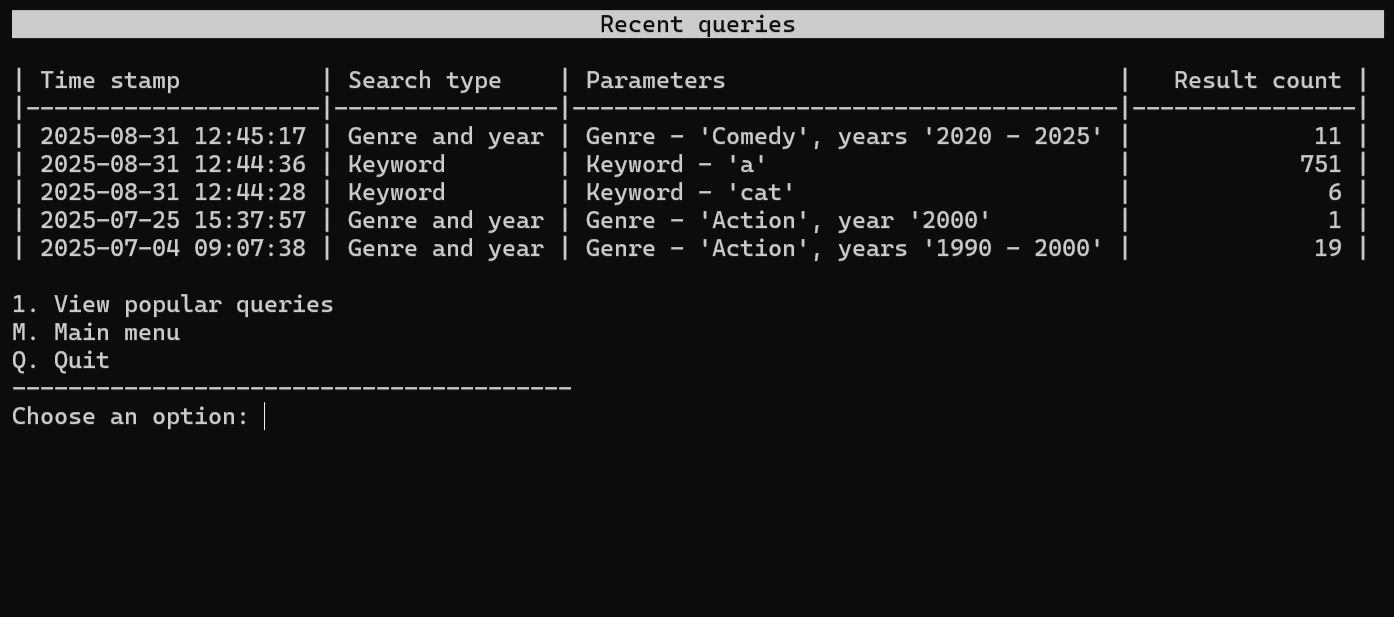 Recent queries
| Time stamp          | Search type    | Parameters                            |   Result count |
|---------------------|----------------|---------------------------------------|----------------|
| 2025-08-31 12:45:17 | Genre and year | Genre - 'Comedy', years '2020 - 2025' |             11 |
| 2025-08-31 12:44:36 | Keyword        | Keyword - 'a'                         |            751 |
| 2025-08-31 12:44:28 | Keyword        | Keyword - 'cat'                       |              6 |
| 2025-07-25 15:37:57 | Genre and year | Genre - 'Action', year '2000'         |              1 |
| 2025-07-04 09:07:38 | Genre and year | Genre - 'Action', years '1990 - 2000' |             19 |
1. View popular queries
M. Main menu
Q. Quit
----------------------------------------
Choose an option: